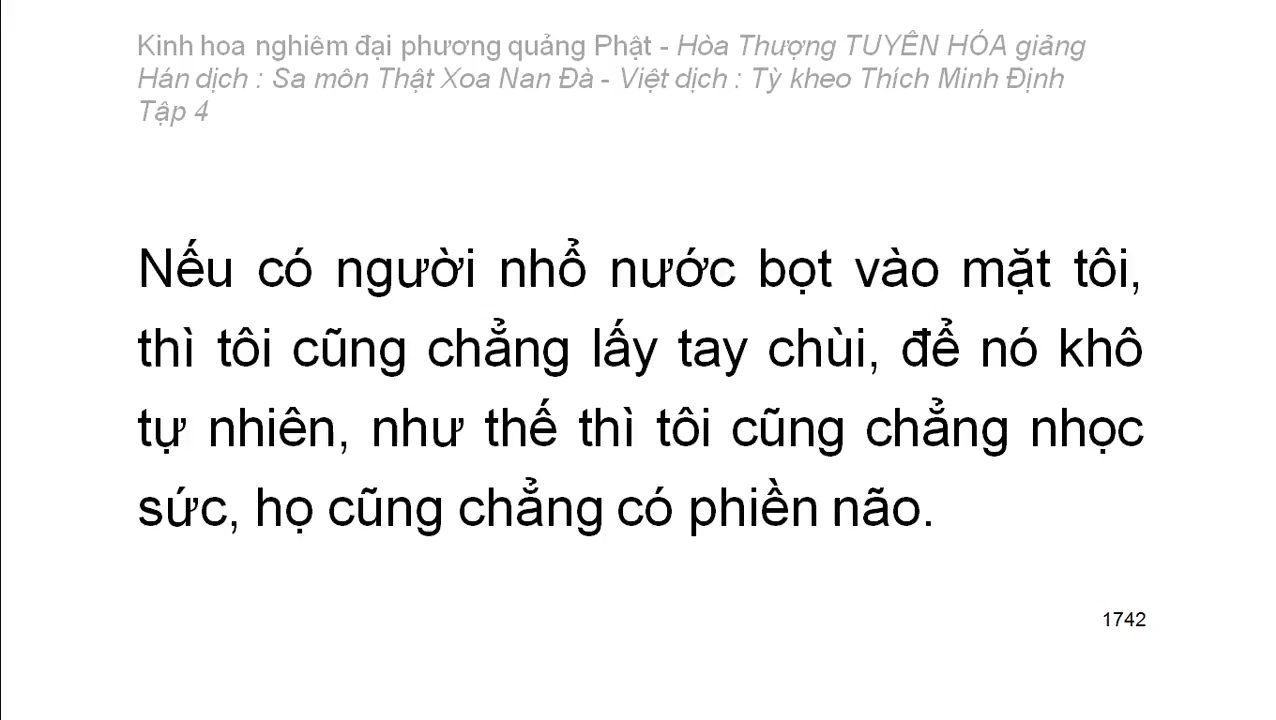 Kinh hoa nghiêm đại phương quảng Phật - Hòa Thượng TUYÊN HÓA giảng
Hán dịch : Sa môn Thật Xoa Nan Đà - Việt dịch : Tỳ kheo Thích Minh Định
Tập 4
Nếu có người nhổ nước bọt vào mặt tôi,
thì tôi cũng chẳng lấy tay chùi, để nó khô
tự nhiên, như thế thì tôi cũng chẳng nhọc
sức, họ cũng chẳng có phiền não.
1742